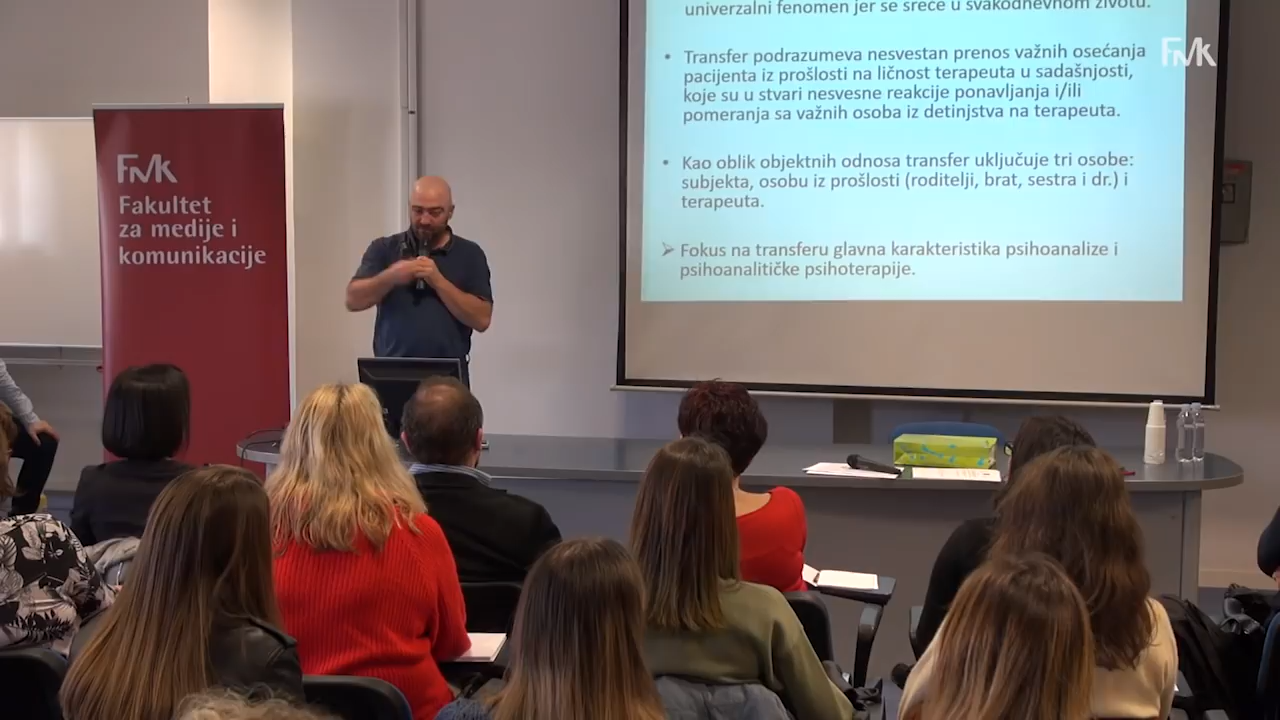 FMK
Fakultet
za medije i
komunikacije
univerzalni fenomen jer se sreće u svakodnevnom životu.
• Transfer podrazumeva nesvestan prenos važnih osećanja
pacijenta iz prošlosti na ličnost terapeuta u sadašnjosti,
koje su u stvari nesvesne reakcije ponavljanja i/ili
pomeranja sa važnih osoba iz detinjstva na terapeuta.
• Kao oblik objektnih odnosa transfer uključuje tri osobe:
subjekta, osobu iz prošlosti (roditelji, brat, sestra i dr.) i
terapeuta.
➢ Fokus na transferu glavna karakteristika psihoanalize i
psihoanalitičke psihoterapije.
FMK